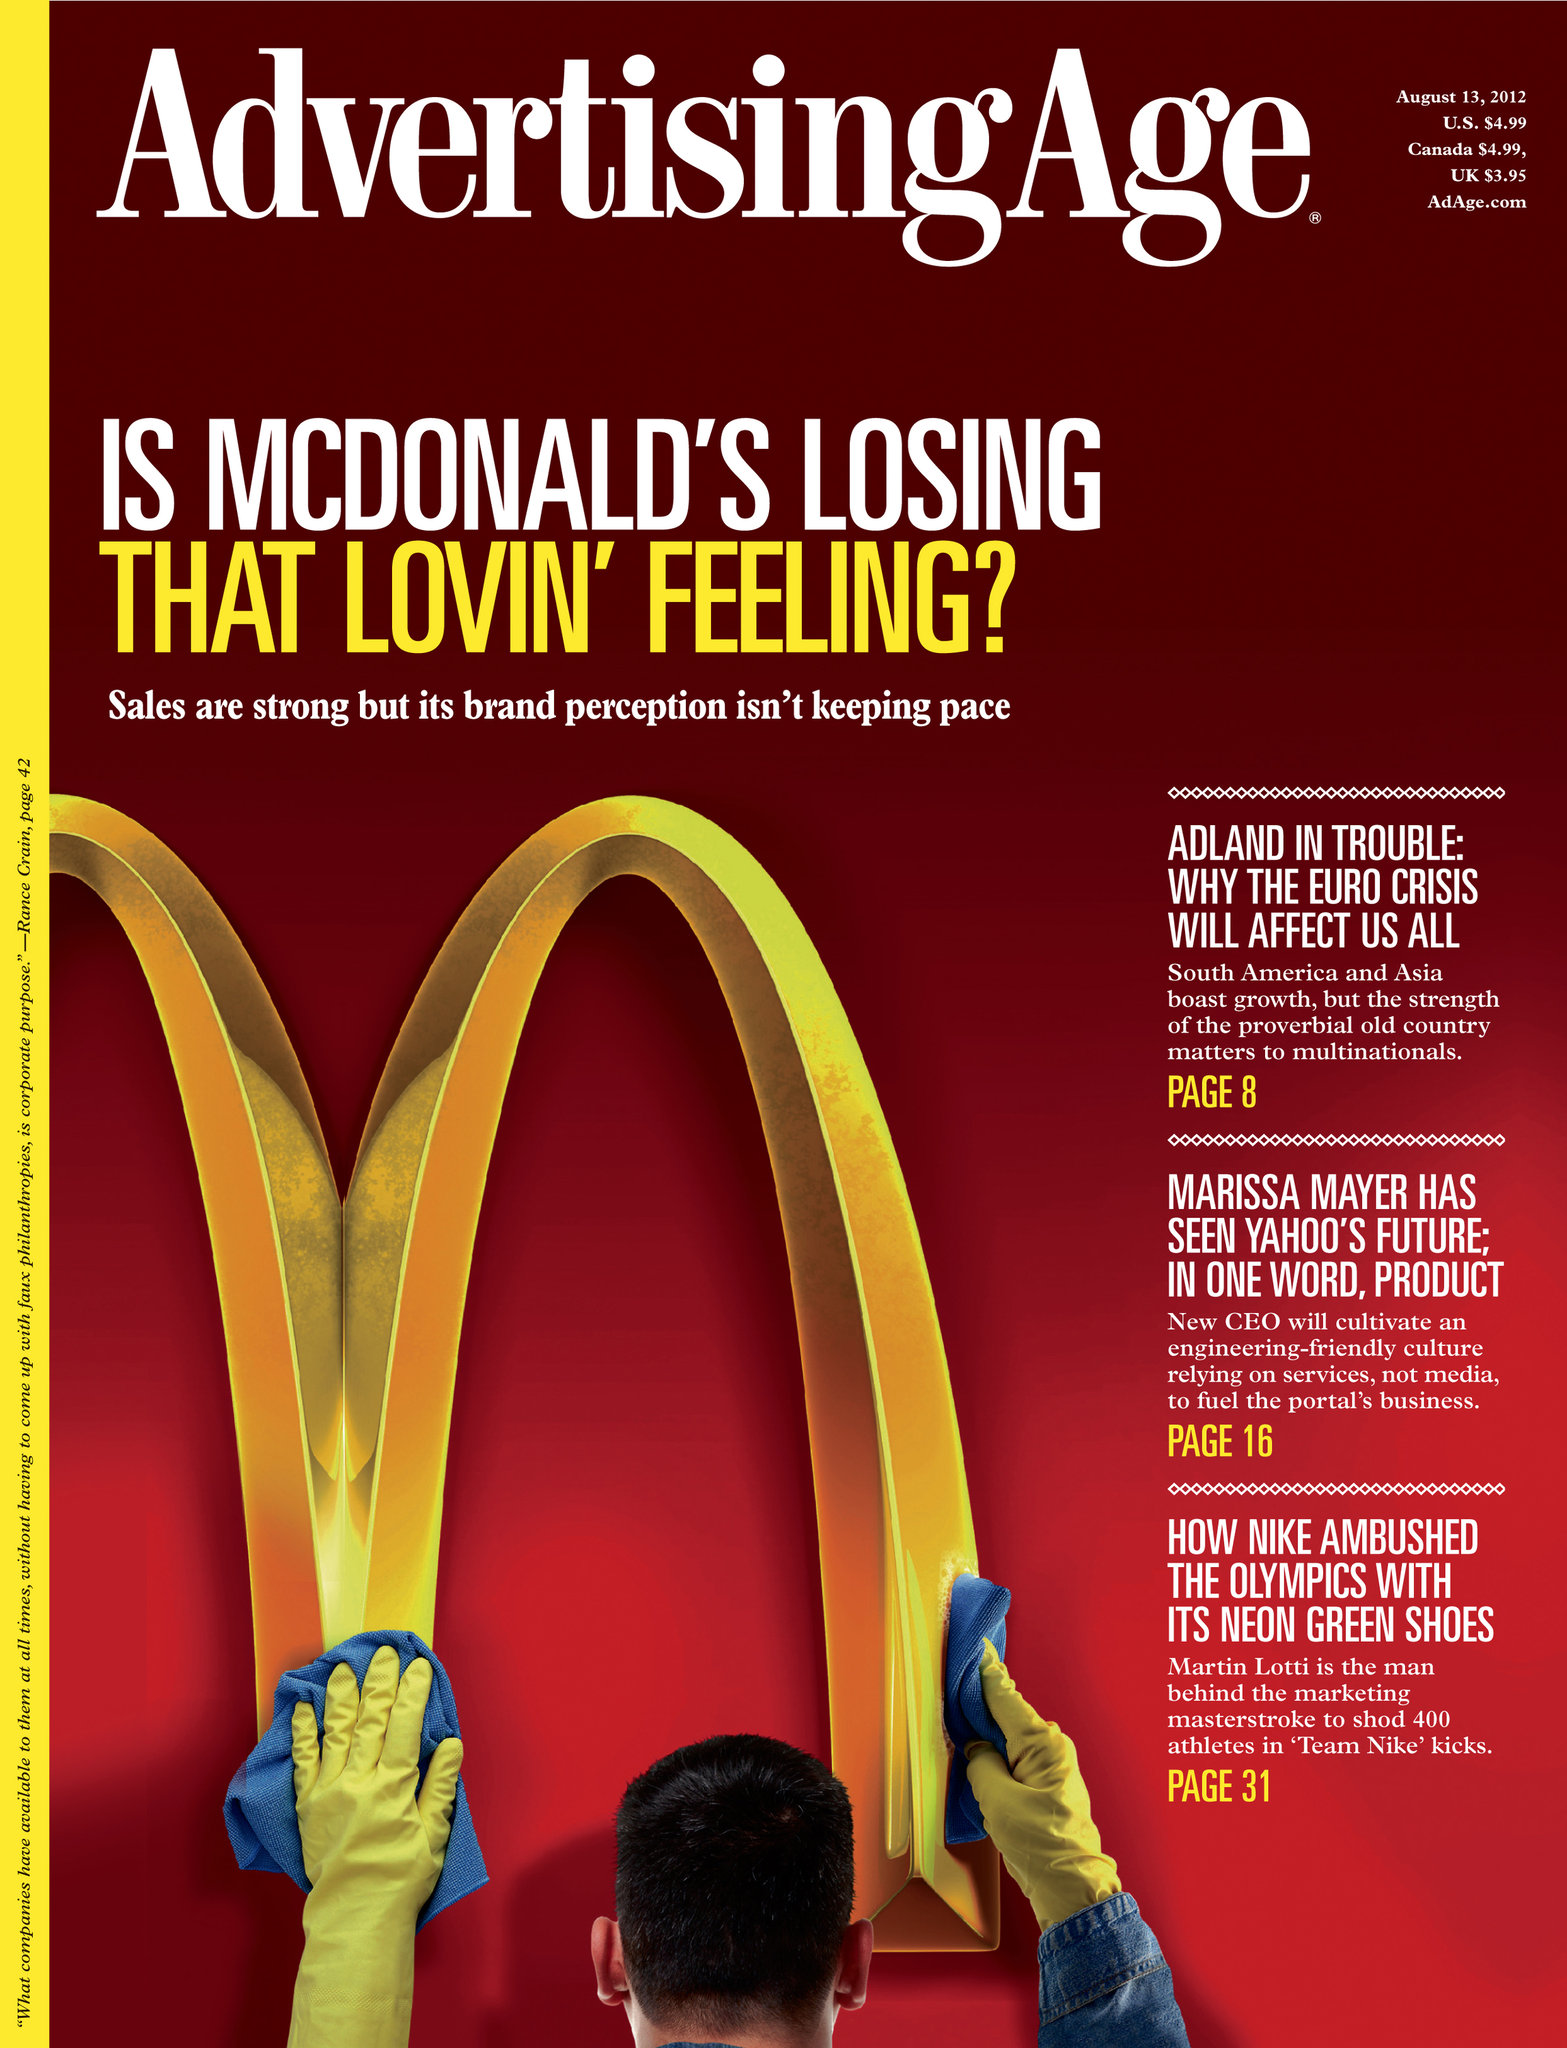 AdvertisingAge®
August 13, 2012
U.S. $4.99
Canada $4.99,
UK $3.95
AdAge.com
IS MCDONALD'S LOSING
THAT LOVIN' FEELING?
Sales are strong but its brand perception isn't keeping pace
ADLAND IN TROUBLE:
WHY THE EURO CRISIS
WILL AFFECT US ALL
South America and Asia
boast growth, but the strength
of the proverbial old country
matters to multinationals.
PAGE 8
MARISSA MAYER HAS
SEEN YAHOO'S FUTURE;
IN ONE WORD, PRODUCT
New CEO will cultivate an
engineering-friendly culture
relying on services, not media,
to fuel the portal's business.
PAGE 16
HOW NIKE AMBUSHED
THE OLYMPICS WITH
ITS NEON GREEN SHOES
Martin Lotti is the man
behind the marketing
masterstroke to shod 400
athletes in 'Team Nike' kicks.
PAGE 31
"What companies have available to them at all times, without having to come up with faux philanthropies, is corporate purpose."—Rance Crain, page 42